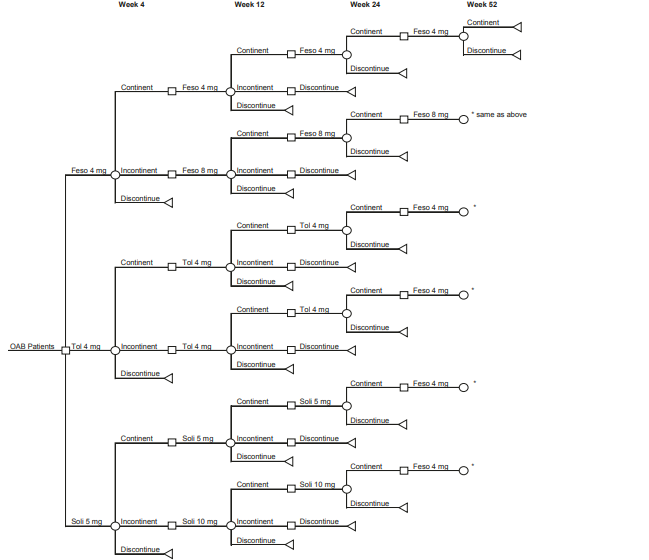 Week 4 Week 12 Week 24 Week 52
Continent
Continent Feso 4 mg
Continent Feso 4 mg Discontinue
Discontinue
Continent Feso 4 mg Incontinent Discontinue
Discontinue
Continent Feso 8 mg * same as above
Continent Feso 8 mg
Discontinue
Feso 4 mg Incontinent Feso 8 mg Incontinent Discontinue
Discontinue
Discontinue
Continent Feso 4 mg *
Continent Tol 4 mg
Discontinue
Continent Tol 4 mg Incontinent Discontinue
Discontinue
Continent Feso 4 mg *
Continent Tol 4 mg
Discontinue
OAB Patients Tol 4 mg Incontinent Tol 4 mg Incontinent Discontinue
Discontinue
Discontinue
Continent Feso 4 mg *
Continent Soli 5 mg
Discontinue
Continent Soli 5 mg Incontinent Discontinue
Discontinue
Continent Feso 4 mg *
Continent Soli 10 mg
Discontinue
Soli 5 mg Incontinent Soli 10 mg Incontinent Discontinue
Discontinue
Discontinue